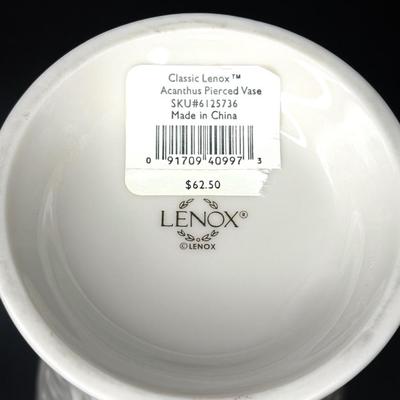 Classic Lenox™
Acanthus Pierced Vase
SKU#6125736
Made in China
0 91709 40997 3
$62.50
LENOX®
©LENOX